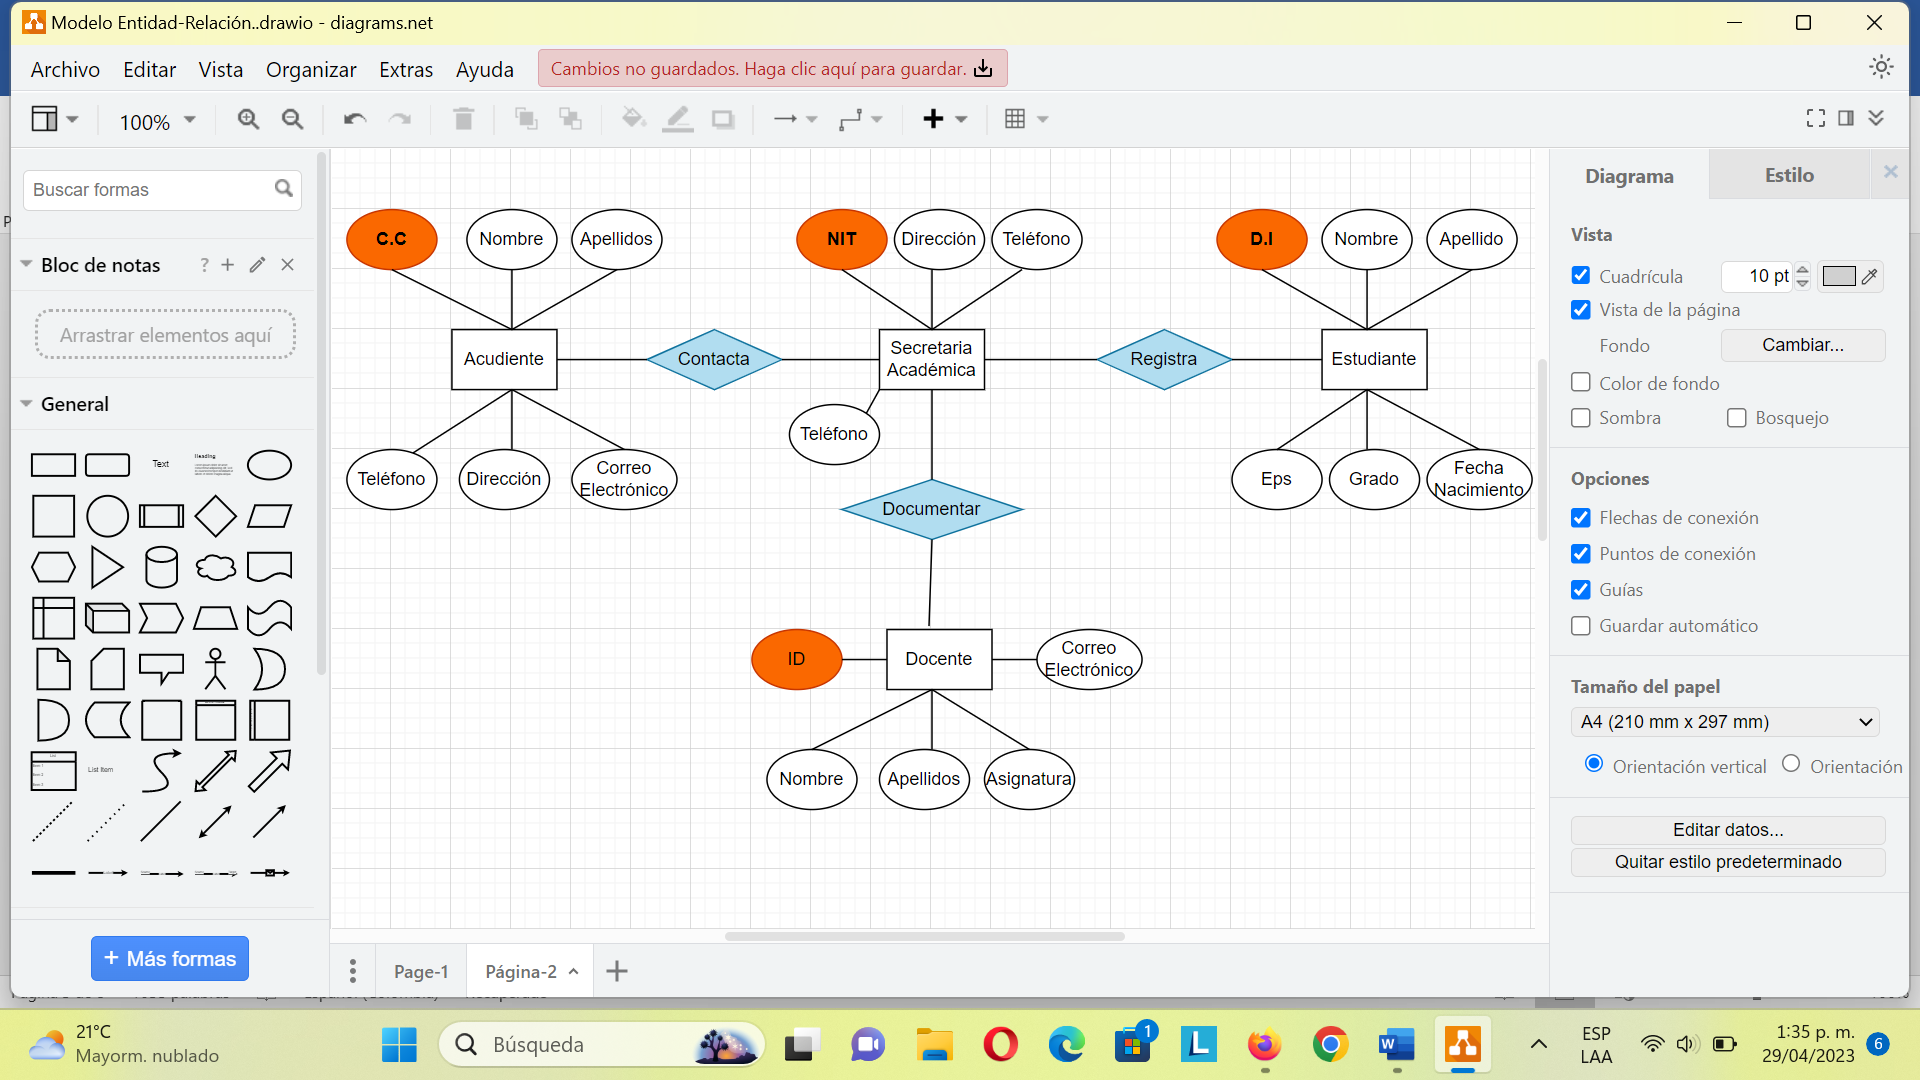 Modelo Entidad-Relación..drawio - diagrams.net
Archivo Editar Vista Organizar Extras Ayuda Cambios no guardados. Haga clic aquí para guardar.
100%
Buscar formas
Bloc de notas ?
Arrastrar elementos aquí
General
Text
Heading
List Item
+ Más formas
C.C Nombre Apellidos NIT Dirección Teléfono D.I Nombre Apellido
Acudiente Contacta Secretaria
Académica Registra Estudiante
Teléfono
Teléfono Dirección Correo
Electrónico
Eps Grado Fecha
Nacimiento
Documentar
ID Docente Correo
Electrónico
Nombre Apellidos Asignatura
Page-1 Página-2
Diagrama Estilo
Vista
Cuadrícula 10 pt
Vista de la página
Fondo Cambiar...
Color de fondo
Sombra Bosquejo
Opciones
Flechas de conexión
Puntos de conexión
Guías
Guardar automático
Tamaño del papel
A4 (210 mm x 297 mm)
Orientación vertical Orientación
Editar datos...
Quitar estilo predeterminado
21°C
Mayorm. nublado
Búsqueda
1
ESP
LAA
1:35 p. m.
29/04/2023
6